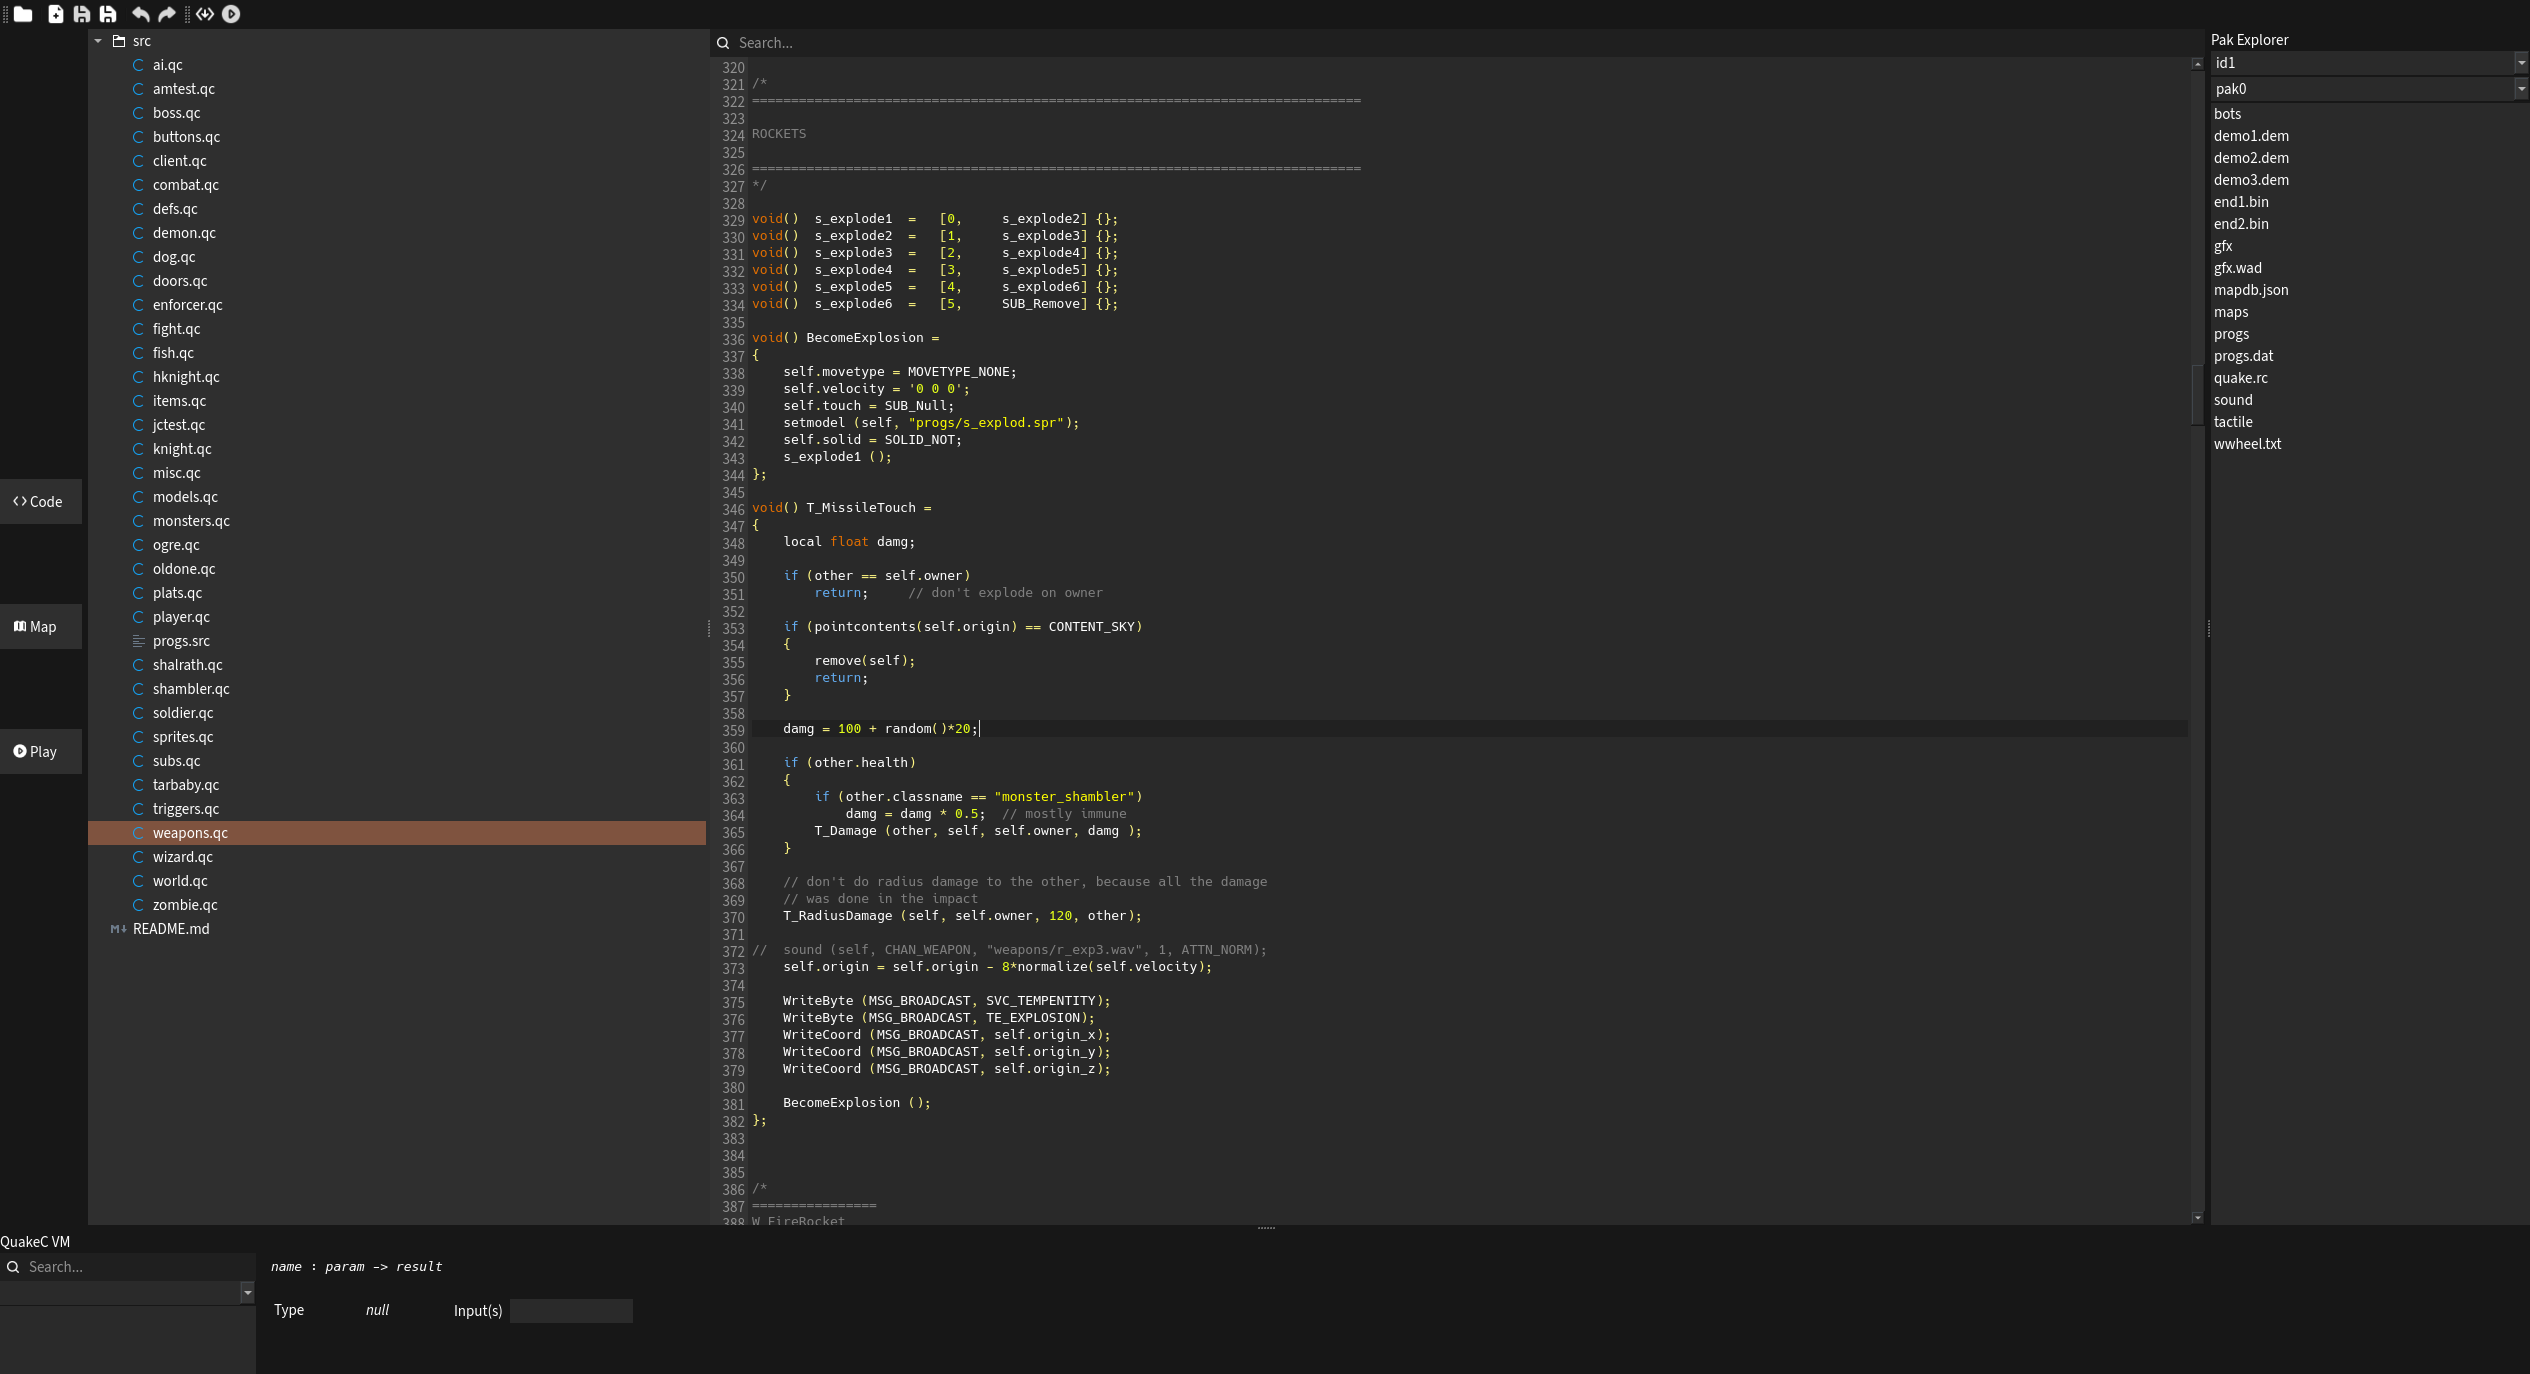 src
ai.qc
amtest.qc
boss.qc
buttons.qc
client.qc
combat.qc
defs.qc
demon.qc
dog.qc
doors.qc
enforcer.qc
fight.qc
fish.qc
hknight.qc
items.qc
jctest.qc
knight.qc
misc.qc
models.qc
monsters.qc
ogre.qc
oldone.qc
plats.qc
player.qc
progs.src
shalrath.qc
shambler.qc
soldier.qc
sprites.qc
subs.qc
tarbaby.qc
triggers.qc
weapons.qc
wizard.qc
world.qc
zombie.qc
M↓ README.md
<> Code
Map
Play
Search...
320
321 /*
322 ==============================================================================
323
324 ROCKETS
325
326 ==============================================================================
327 */
328
329 void()  s_explode1  =   [0,     s_explode2] {};
330 void()  s_explode2  =   [1,     s_explode3] {};
331 void()  s_explode3  =   [2,     s_explode4] {};
332 void()  s_explode4  =   [3,     s_explode5] {};
333 void()  s_explode5  =   [4,     s_explode6] {};
334 void()  s_explode6  =   [5,     SUB_Remove] {};
335
336 void() BecomeExplosion =
337 {
338     self.movetype = MOVETYPE_NONE;
339     self.velocity = '0 0 0';
340     self.touch = SUB_Null;
341     setmodel (self, "progs/s_explod.spr");
342     self.solid = SOLID_NOT;
343     s_explode1 ();
344 };
345
346 void() T_MissileTouch =
347 {
348     local float damg;
349
350     if (other == self.owner)
351         return;     // don't explode on owner
352
353     if (pointcontents(self.origin) == CONTENT_SKY)
354     {
355         remove(self);
356         return;
357     }
358
359     damg = 100 + random()*20;
360
361     if (other.health)
362     {
363         if (other.classname == "monster_shambler")
364             damg = damg * 0.5;  // mostly immune
365         T_Damage (other, self, self.owner, damg );
366     }
367
368     // don't do radius damage to the other, because all the damage
369     // was done in the impact
370     T_RadiusDamage (self, self.owner, 120, other);
371
372 //  sound (self, CHAN_WEAPON, "weapons/r_exp3.wav", 1, ATTN_NORM);
373     self.origin = self.origin - 8*normalize(self.velocity);
374
375     WriteByte (MSG_BROADCAST, SVC_TEMPENTITY);
376     WriteByte (MSG_BROADCAST, TE_EXPLOSION);
377     WriteCoord (MSG_BROADCAST, self.origin_x);
378     WriteCoord (MSG_BROADCAST, self.origin_y);
379     WriteCoord (MSG_BROADCAST, self.origin_z);
380
381     BecomeExplosion ();
382 };
383
384
385
386 /*
387 ================
388 W_FireRocket
Pak Explorer
id1
pak0
bots
demo1.dem
demo2.dem
demo3.dem
end1.bin
end2.bin
gfx
gfx.wad
mapdb.json
maps
progs
progs.dat
quake.rc
sound
tactile
wwheel.txt
QuakeC VM
Search...
name : param -> result
Type null Input(s)